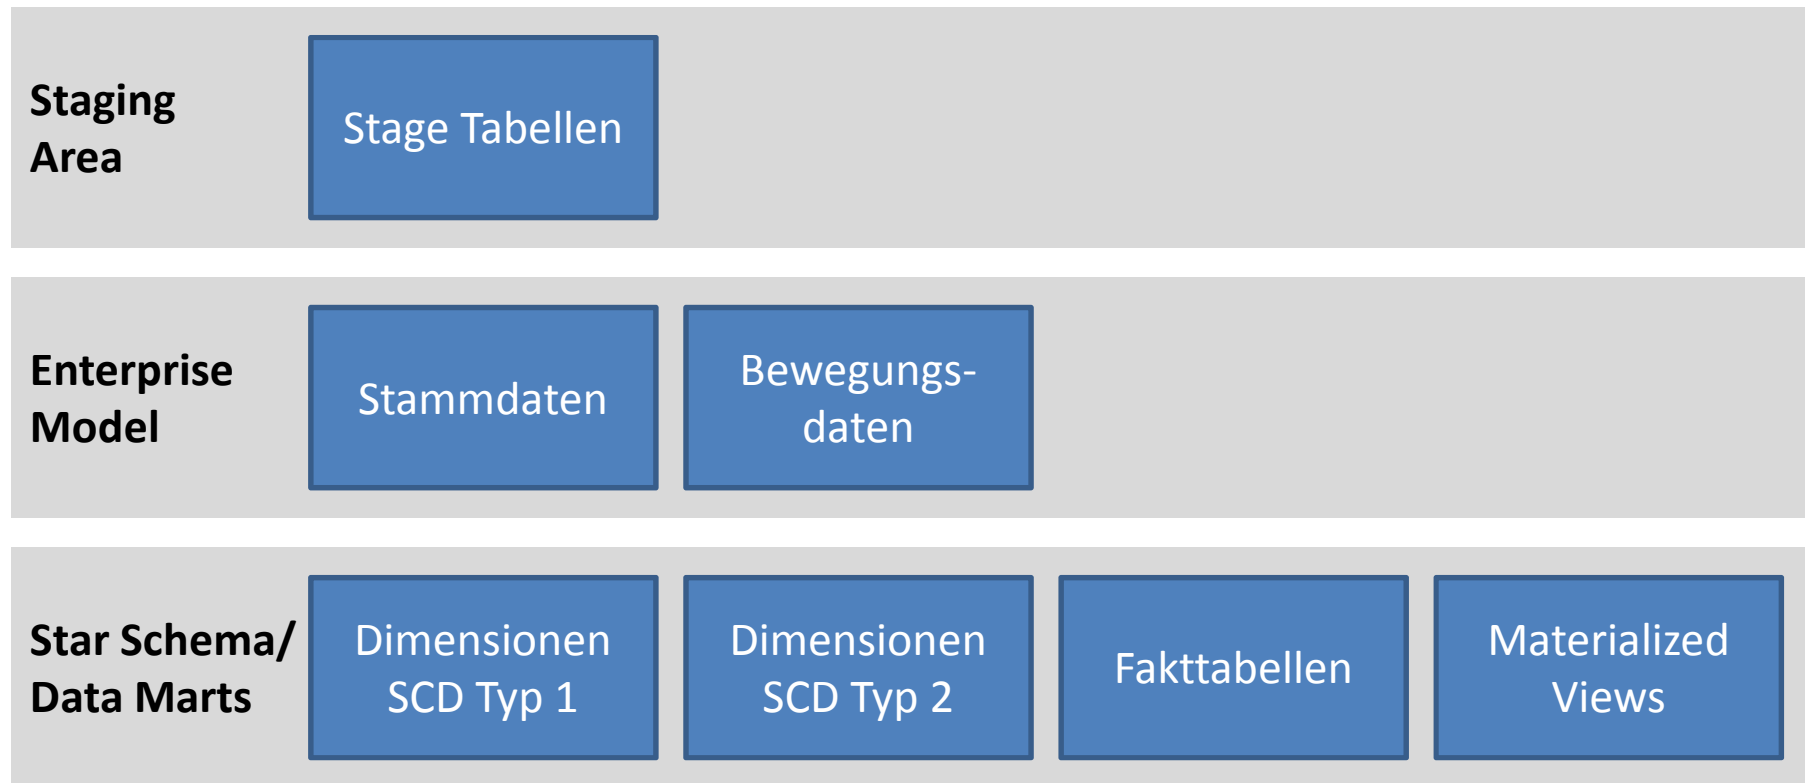 Staging
Area
Stage Tabellen
Enterprise
Model
Stammdaten
Bewegungs-
daten
Star Schema/
Data Marts
Dimensionen
SCD Typ 1
Dimensionen
SCD Typ 2
Fakttabellen
Materialized
Views